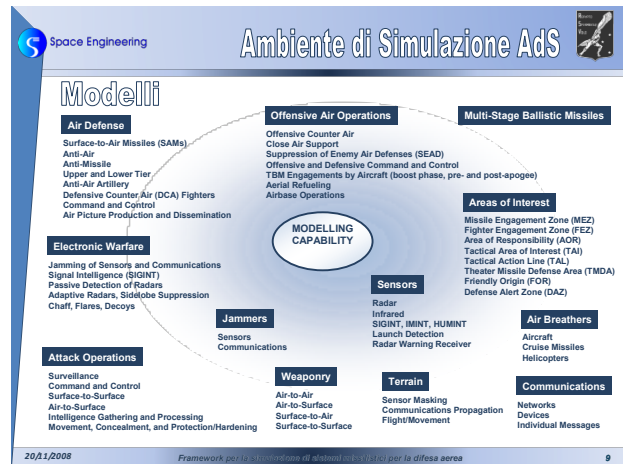 Space Engineering
Ambiente di Simulazione AdS
Modelli
Air Defense
Surface-to-Air Missiles (SAMs)
Anti-Air
Anti-Missile
Upper and Lower Tier
Anti-Air Artillery
Defensive Counter Air (DCA) Fighters
Command and Control
Air Picture Production and Dissemination
Offensive Air Operations
Offensive Counter Air
Close Air Support
Suppression of Enemy Air Defenses (SEAD)
Offensive and Defensive Command and Control
TBM Engagements by Aircraft (boost phase, pre- and post-apogee)
Aerial Refueling
Airbase Operations
Multi-Stage Ballistic Missiles
Areas of Interest
Missile Engagement Zone (MEZ)
Fighter Engagement Zone (FEZ)
Area of Responsibility (AOR)
Tactical Area of Interest (TAI)
Tactical Action Line (TAL)
Theater Missile Defense Area (TMDA)
Friendly Origin (FOR)
Defense Alert Zone (DAZ)
MODELLING
CAPABILITY
Electronic Warfare
Jamming of Sensors and Communications
Signal Intelligence (SIGINT)
Passive Detection of Radars
Adaptive Radars, Sidelobe Suppression
Chaff, Flares, Decoys
Sensors
Radar
Infrared
SIGINT, IMINT, HUMINT
Launch Detection
Radar Warning Receiver
Jammers
Sensors
Communications
Air Breathers
Aircraft
Cruise Missiles
Helicopters
Attack Operations
Surveillance
Command and Control
Surface-to-Surface
Air-to-Surface
Intelligence Gathering and Processing
Movement, Concealment, and Protection/Hardening
Weaponry
Air-to-Air
Air-to-Surface
Surface-to-Air
Surface-to-Surface
Terrain
Sensor Masking
Communications Propagation
Flight/Movement
Communications
Networks
Devices
Individual Messages
20/11/2008
Framework per la di sistemi per la difesa aerea
9